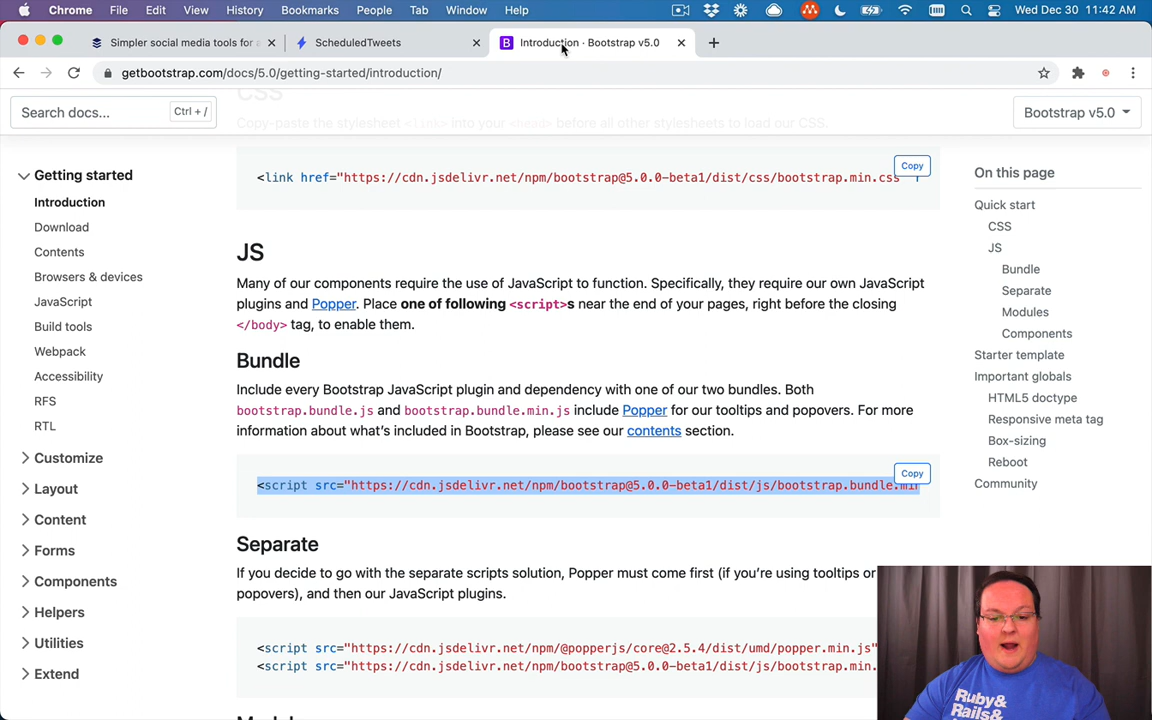 Chrome File Edit View History Bookmarks People Tab Window Help Wed Dec 30 11:42 AM
Simpler social media tools for a
ScheduledTweets
Introduction · Bootstrap v5.0
getbootstrap.com/docs/5.0/getting-started/introduction/
Search docs... Ctrl + /
Bootstrap v5.0
Getting started
Introduction
Download
Contents
Browsers & devices
JavaScript
Build tools
Webpack
Accessibility
RFS
RTL
Customize
Layout
Content
Forms
Components
Helpers
Utilities
Extend
CSS
Copy-paste the stylesheet <link> into your <head> before all other stylesheets to load our CSS.
Copy
<link href="https://cdn.jsdelivr.net/npm/bootstrap@5.0.0-beta1/dist/css/bootstrap.min.css"
JS
Many of our components require the use of JavaScript to function. Specifically, they require our own JavaScript
plugins and Popper. Place one of following <script>s near the end of your pages, right before the closing
</body> tag, to enable them.
Bundle
Include every Bootstrap JavaScript plugin and dependency with one of our two bundles. Both
bootstrap.bundle.js and bootstrap.bundle.min.js include Popper for our tooltips and popovers. For more
information about what's included in Bootstrap, please see our contents section.
Copy
<script src="https://cdn.jsdelivr.net/npm/bootstrap@5.0.0-beta1/dist/js/bootstrap.bundle.min
Separate
If you decide to go with the separate scripts solution, Popper must come first (if you're using tooltips or
popovers), and then our JavaScript plugins.
<script src="https://cdn.jsdelivr.net/npm/@popperjs/core@2.5.4/dist/umd/popper.min.js"
<script src="https://cdn.jsdelivr.net/npm/bootstrap@5.0.0-beta1/dist/js/bootstrap.min.
On this page
Quick start
CSS
JS
Bundle
Separate
Modules
Components
Starter template
Important globals
HTML5 doctype
Responsive meta tag
Box-sizing
Reboot
Community
Ruby&
Rails&